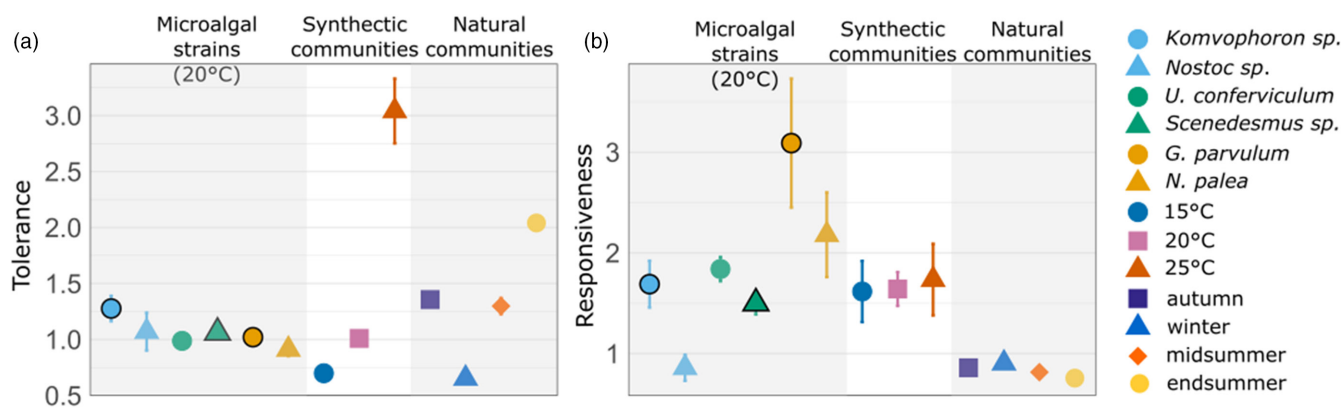 (a)
Microalgal
strains
(20°C)
Synthectic
communities
Natural
communities
Tolerance
3.0
2.5
2.0
1.5
1.0
0.5
(b)
Microalgal
strains
(20°C)
Synthectic
communities
Natural
communities
Responsiveness
3
2
1
Komvophoron sp.
Nostoc sp.
U. conferviculum
Scenedesmus sp.
G. parvulum
N. palea
15°C
20°C
25°C
autumn
winter
midsummer
endsummer